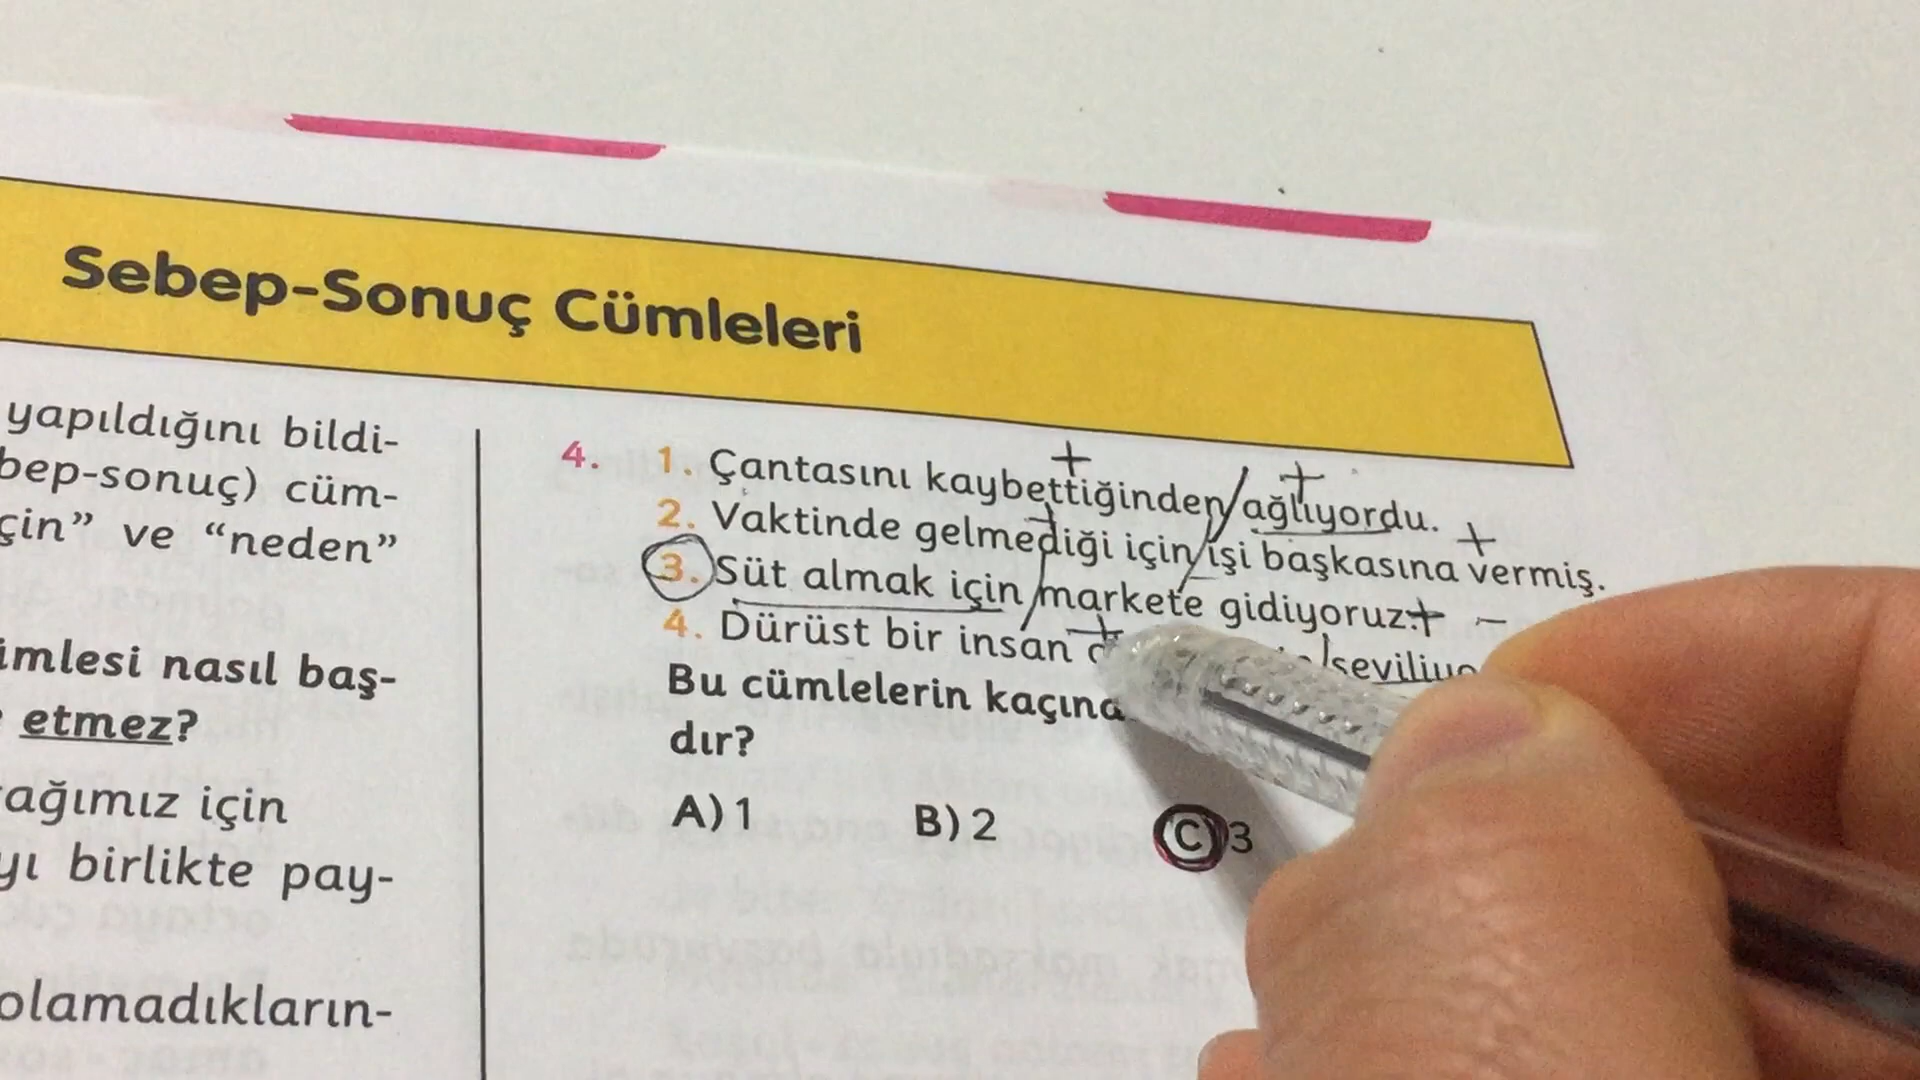 Sebep-Sonuç Cümleleri
yapıldığını bildi-
bep-sonuç) cüm-
çin” ve “neden”
imlesi nasıl baş-
etmez?
ağımız için
yı birlikte pay-
olamadıkların-
4. 1. Çantasını kaybettiğinden/ağlıyordu.
2. Vaktinde gelmediği için/işi başkasına vermiş.
3. Süt almak için/markete gidiyoruz.
4. Dürüst bir insan
Bu cümlelerin kaçın
dır?
A) 1 B) 2 C) 3